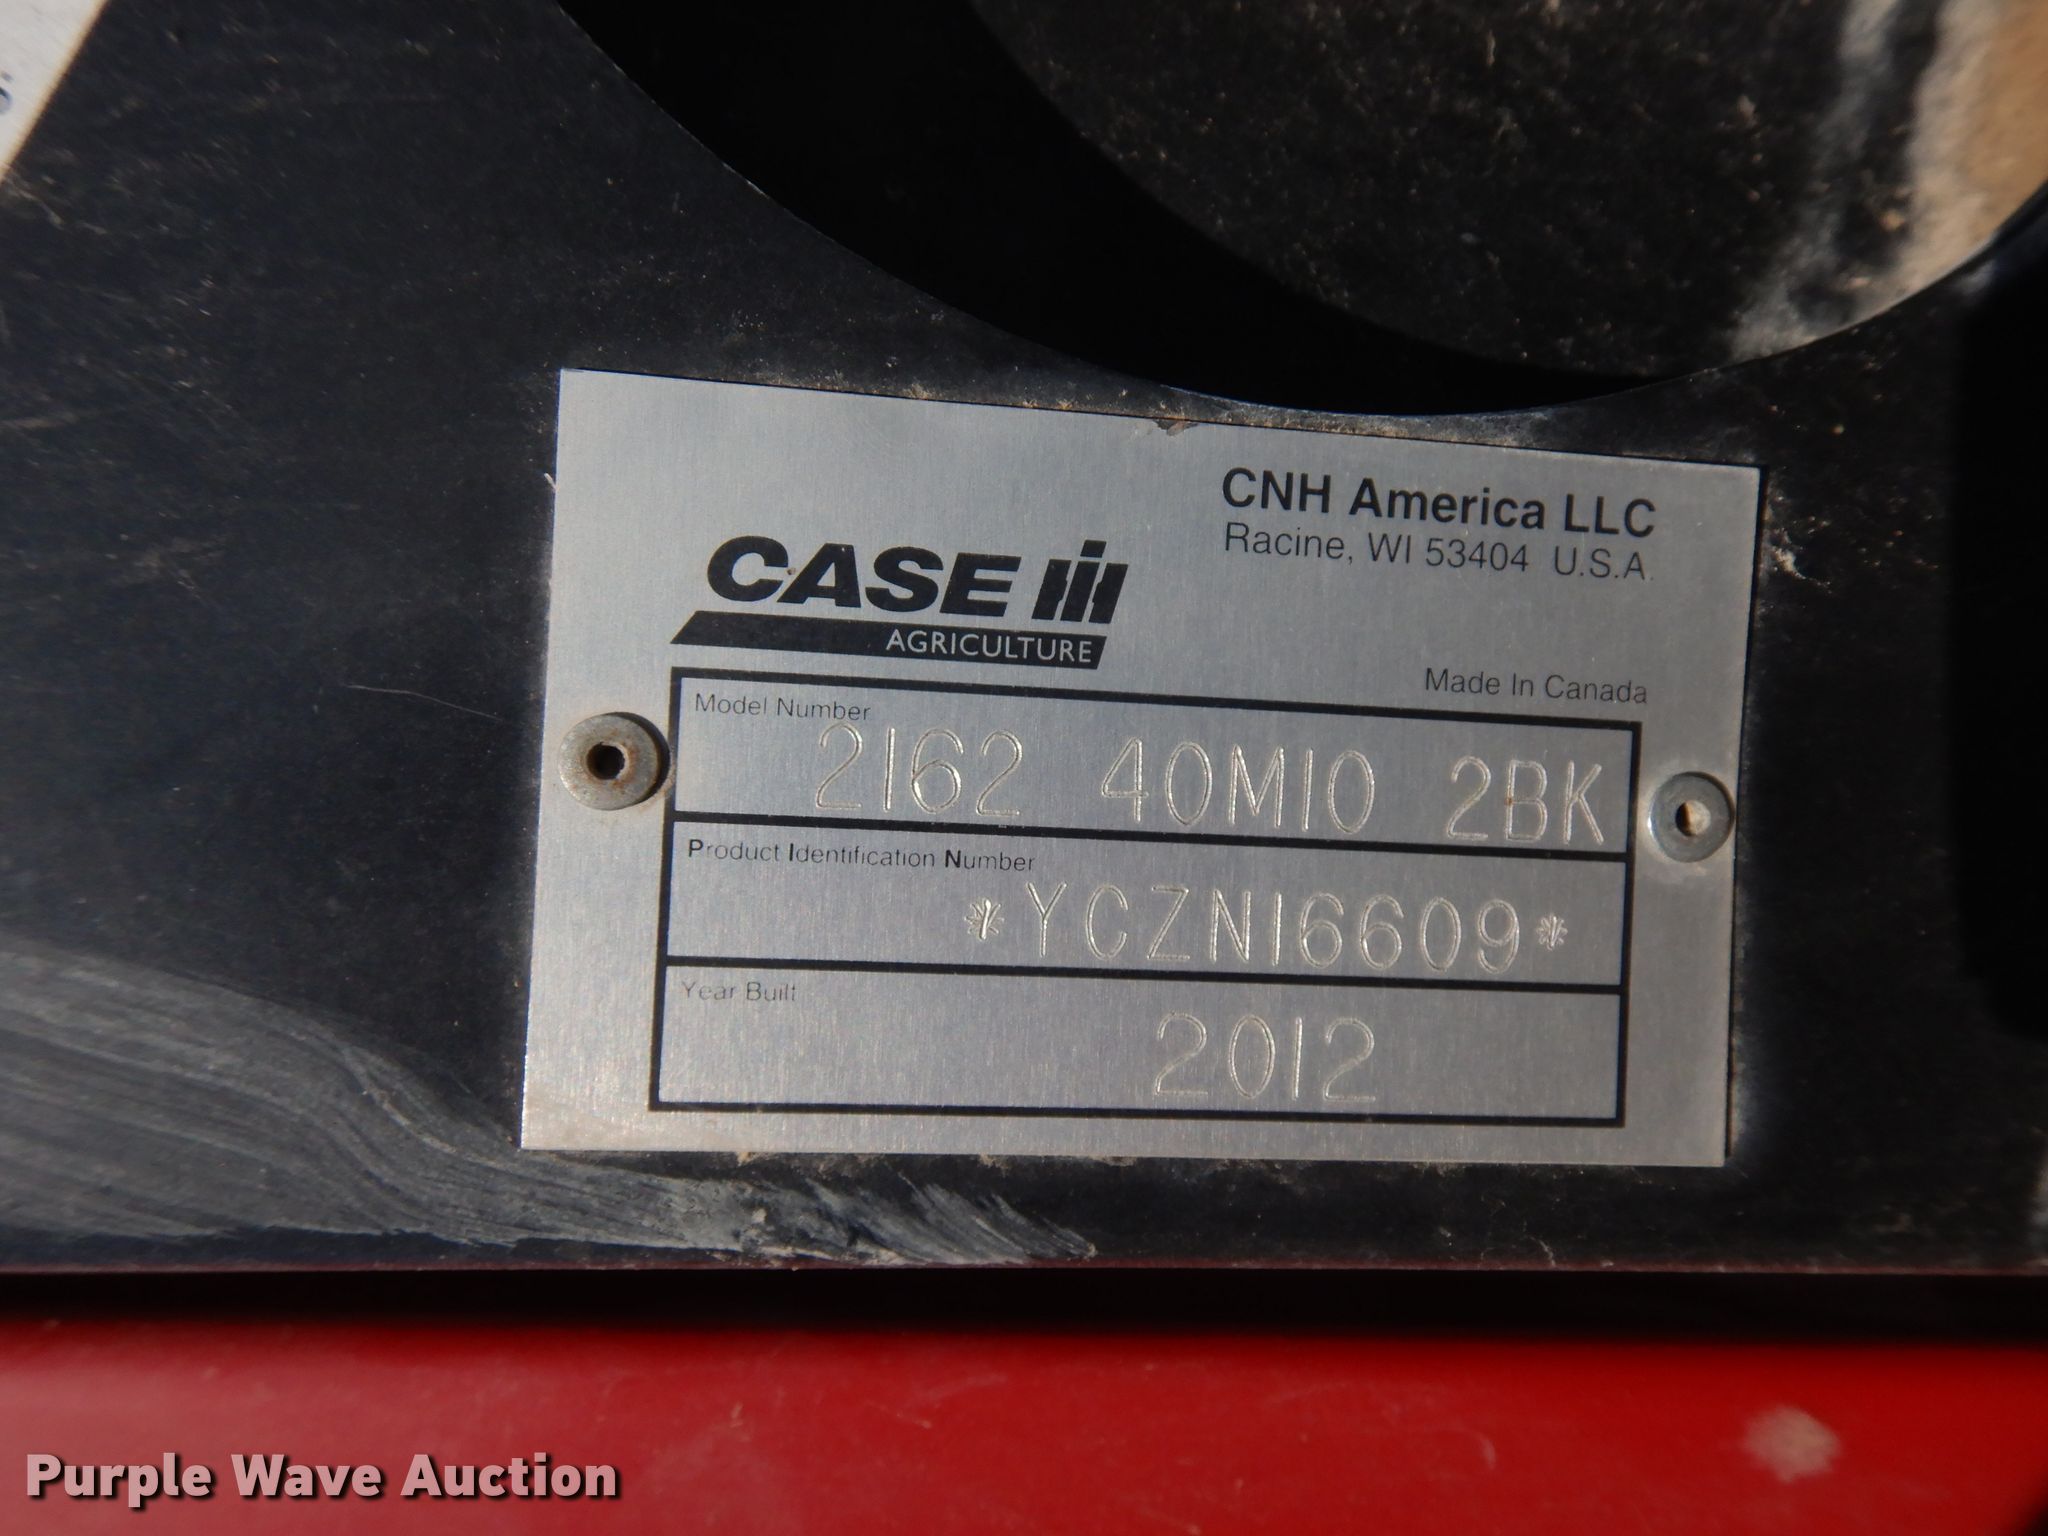 CNH America LLC
Racine, WI 53404 U.S.A.
CASE IH
AGRICULTURE
Made In Canada
Model Number
2162 40M10 2BK
Product Identification Number
*YCZN16609*
Year Built
2012
Purple Wave Auction